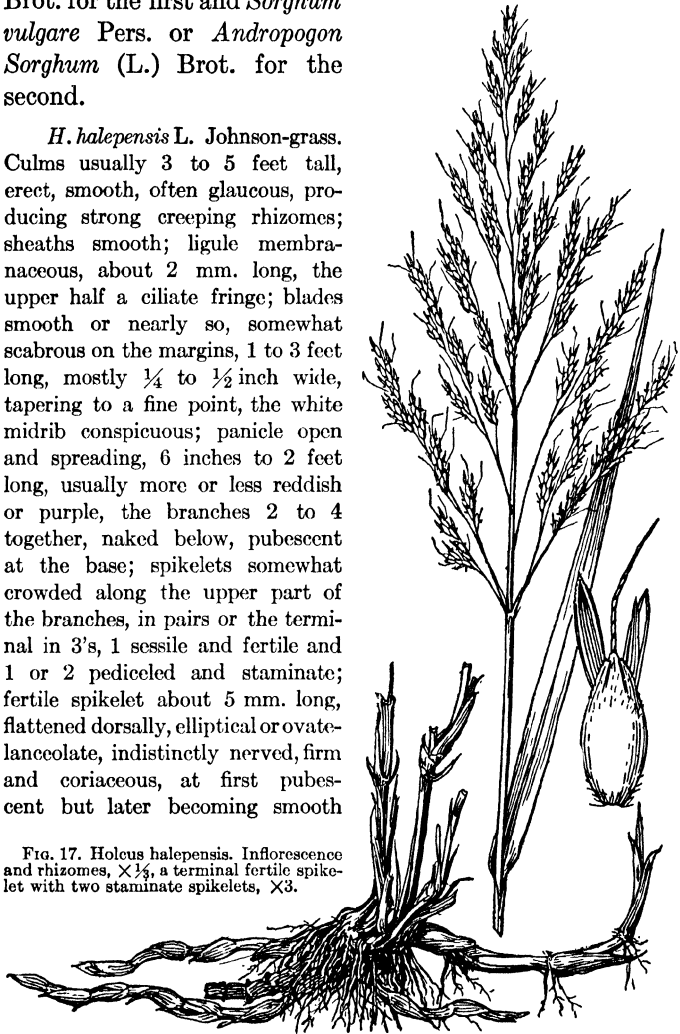 Brot. for the first and Sorghum
vulgare Pers. or Andropogon
Sorghum (L.) Brot. for the
second.
H. halepensis L. Johnson-grass.
Culms usually 3 to 5 feet tall,
erect, smooth, often glaucous, pro-
ducing strong creeping rhizomes;
sheaths smooth; ligule membra-
naceous, about 2 mm. long, the
upper half a ciliate fringe; blades
smooth or nearly so, somewhat
scabrous on the margins, 1 to 3 feet
long, mostly ¼ to ½ inch wide,
tapering to a fine point, the white
midrib conspicuous; panicle open
and spreading, 6 inches to 2 feet
long, usually more or less reddish
or purple, the branches 2 to 4
together, naked below, pubescent
at the base; spikelets somewhat
crowded along the upper part of
the branches, in pairs or the termi-
nal in 3's, 1 sessile and fertile and
1 or 2 pediceled and staminate;
fertile spikelet about 5 mm. long,
flattened dorsally, elliptical or ovate-
lanceolate, indistinctly nerved, firm
and coriaceous, at first pubes-
cent but later becoming smooth
FIG. 17. Holcus halepensis. Inflorescence
and rhizomes, ×⅓, a terminal fertile spike-
let with two staminate spikelets, ×3.